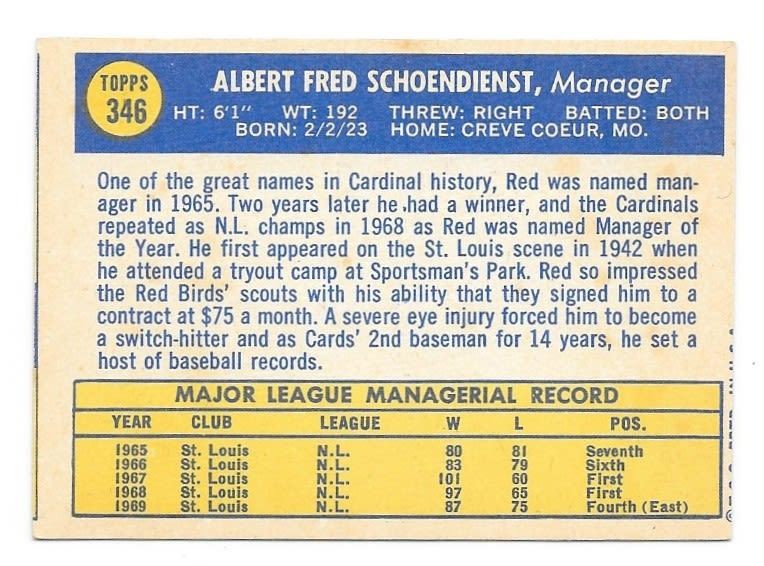 TOPPS
346
ALBERT FRED SCHOENDIENST, Manager
HT: 6'1" WT: 192 THREW: RIGHT BATTED: BOTH
BORN: 2/2/23 HOME: CREVE COEUR, MO.
One of the great names in Cardinal history, Red was named man-
ager in 1965. Two years later he had a winner, and the Cardinals
repeated as N.L. champs in 1968 as Red was named Manager of
the Year. He first appeared on the St. Louis scene in 1942 when
he attended a tryout camp at Sportsman's Park. Red so impressed
the Red Birds' scouts with his ability that they signed him to a
contract at $75 a month. A severe eye injury forced him to become
a switch-hitter and as Cards' 2nd baseman for 14 years, he set a
host of baseball records.
MAJOR LEAGUE MANAGERIAL RECORD
YEAR CLUB LEAGUE W L POS.
1965 St. Louis N.L. 80 81 Seventh
1966 St. Louis N.L. 83 79 Sixth
1967 St. Louis N.L. 101 60 First
1968 St. Louis N.L. 97 65 First
1969 St. Louis N.L. 87 75 Fourth (East)